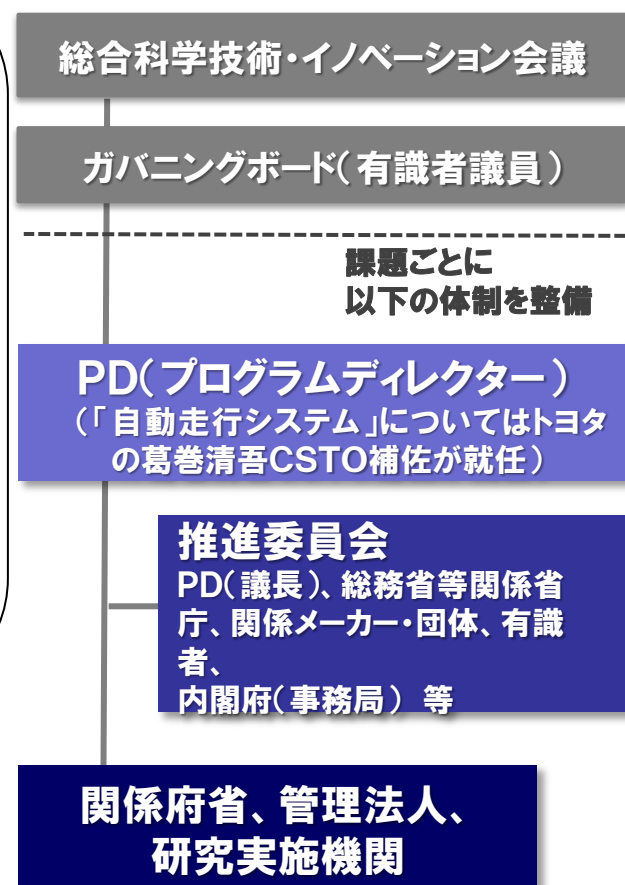 総合科学技術・イノベーション会議
ガバニングボード（有識者議員）
課題ごとに
以下の体制を整備
PD（プログラムディレクター）
（「自動走行システム」についてはトヨタ
の葛巻清吾CSTO補佐が就任）
推進委員会
PD（議長）、総務省等関係省
庁、関係メーカー・団体、有識
者、
内閣府（事務局） 等
関係府省、管理法人、
研究実施機関